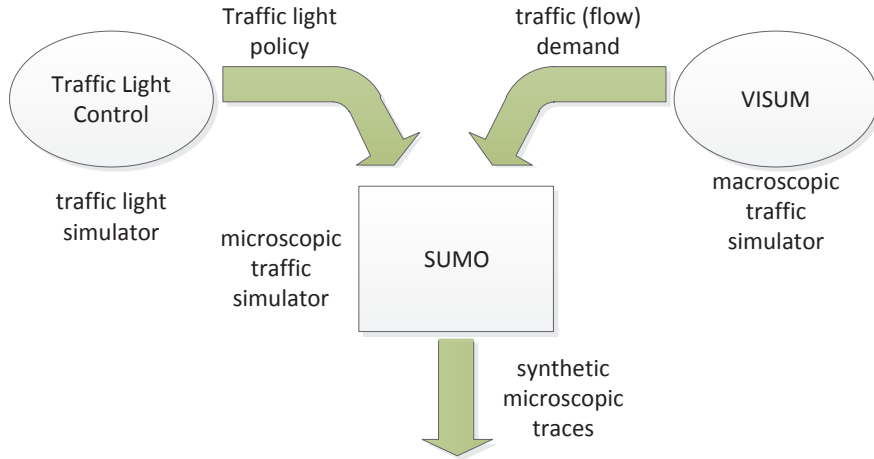 Traffic light
policy
traffic (flow)
demand
Traffic Light
Control
VISUM
traffic light
simulator
macroscopic
traffic
simulator
microscopic
traffic
simulator
SUMO
synthetic
microscopic
traces